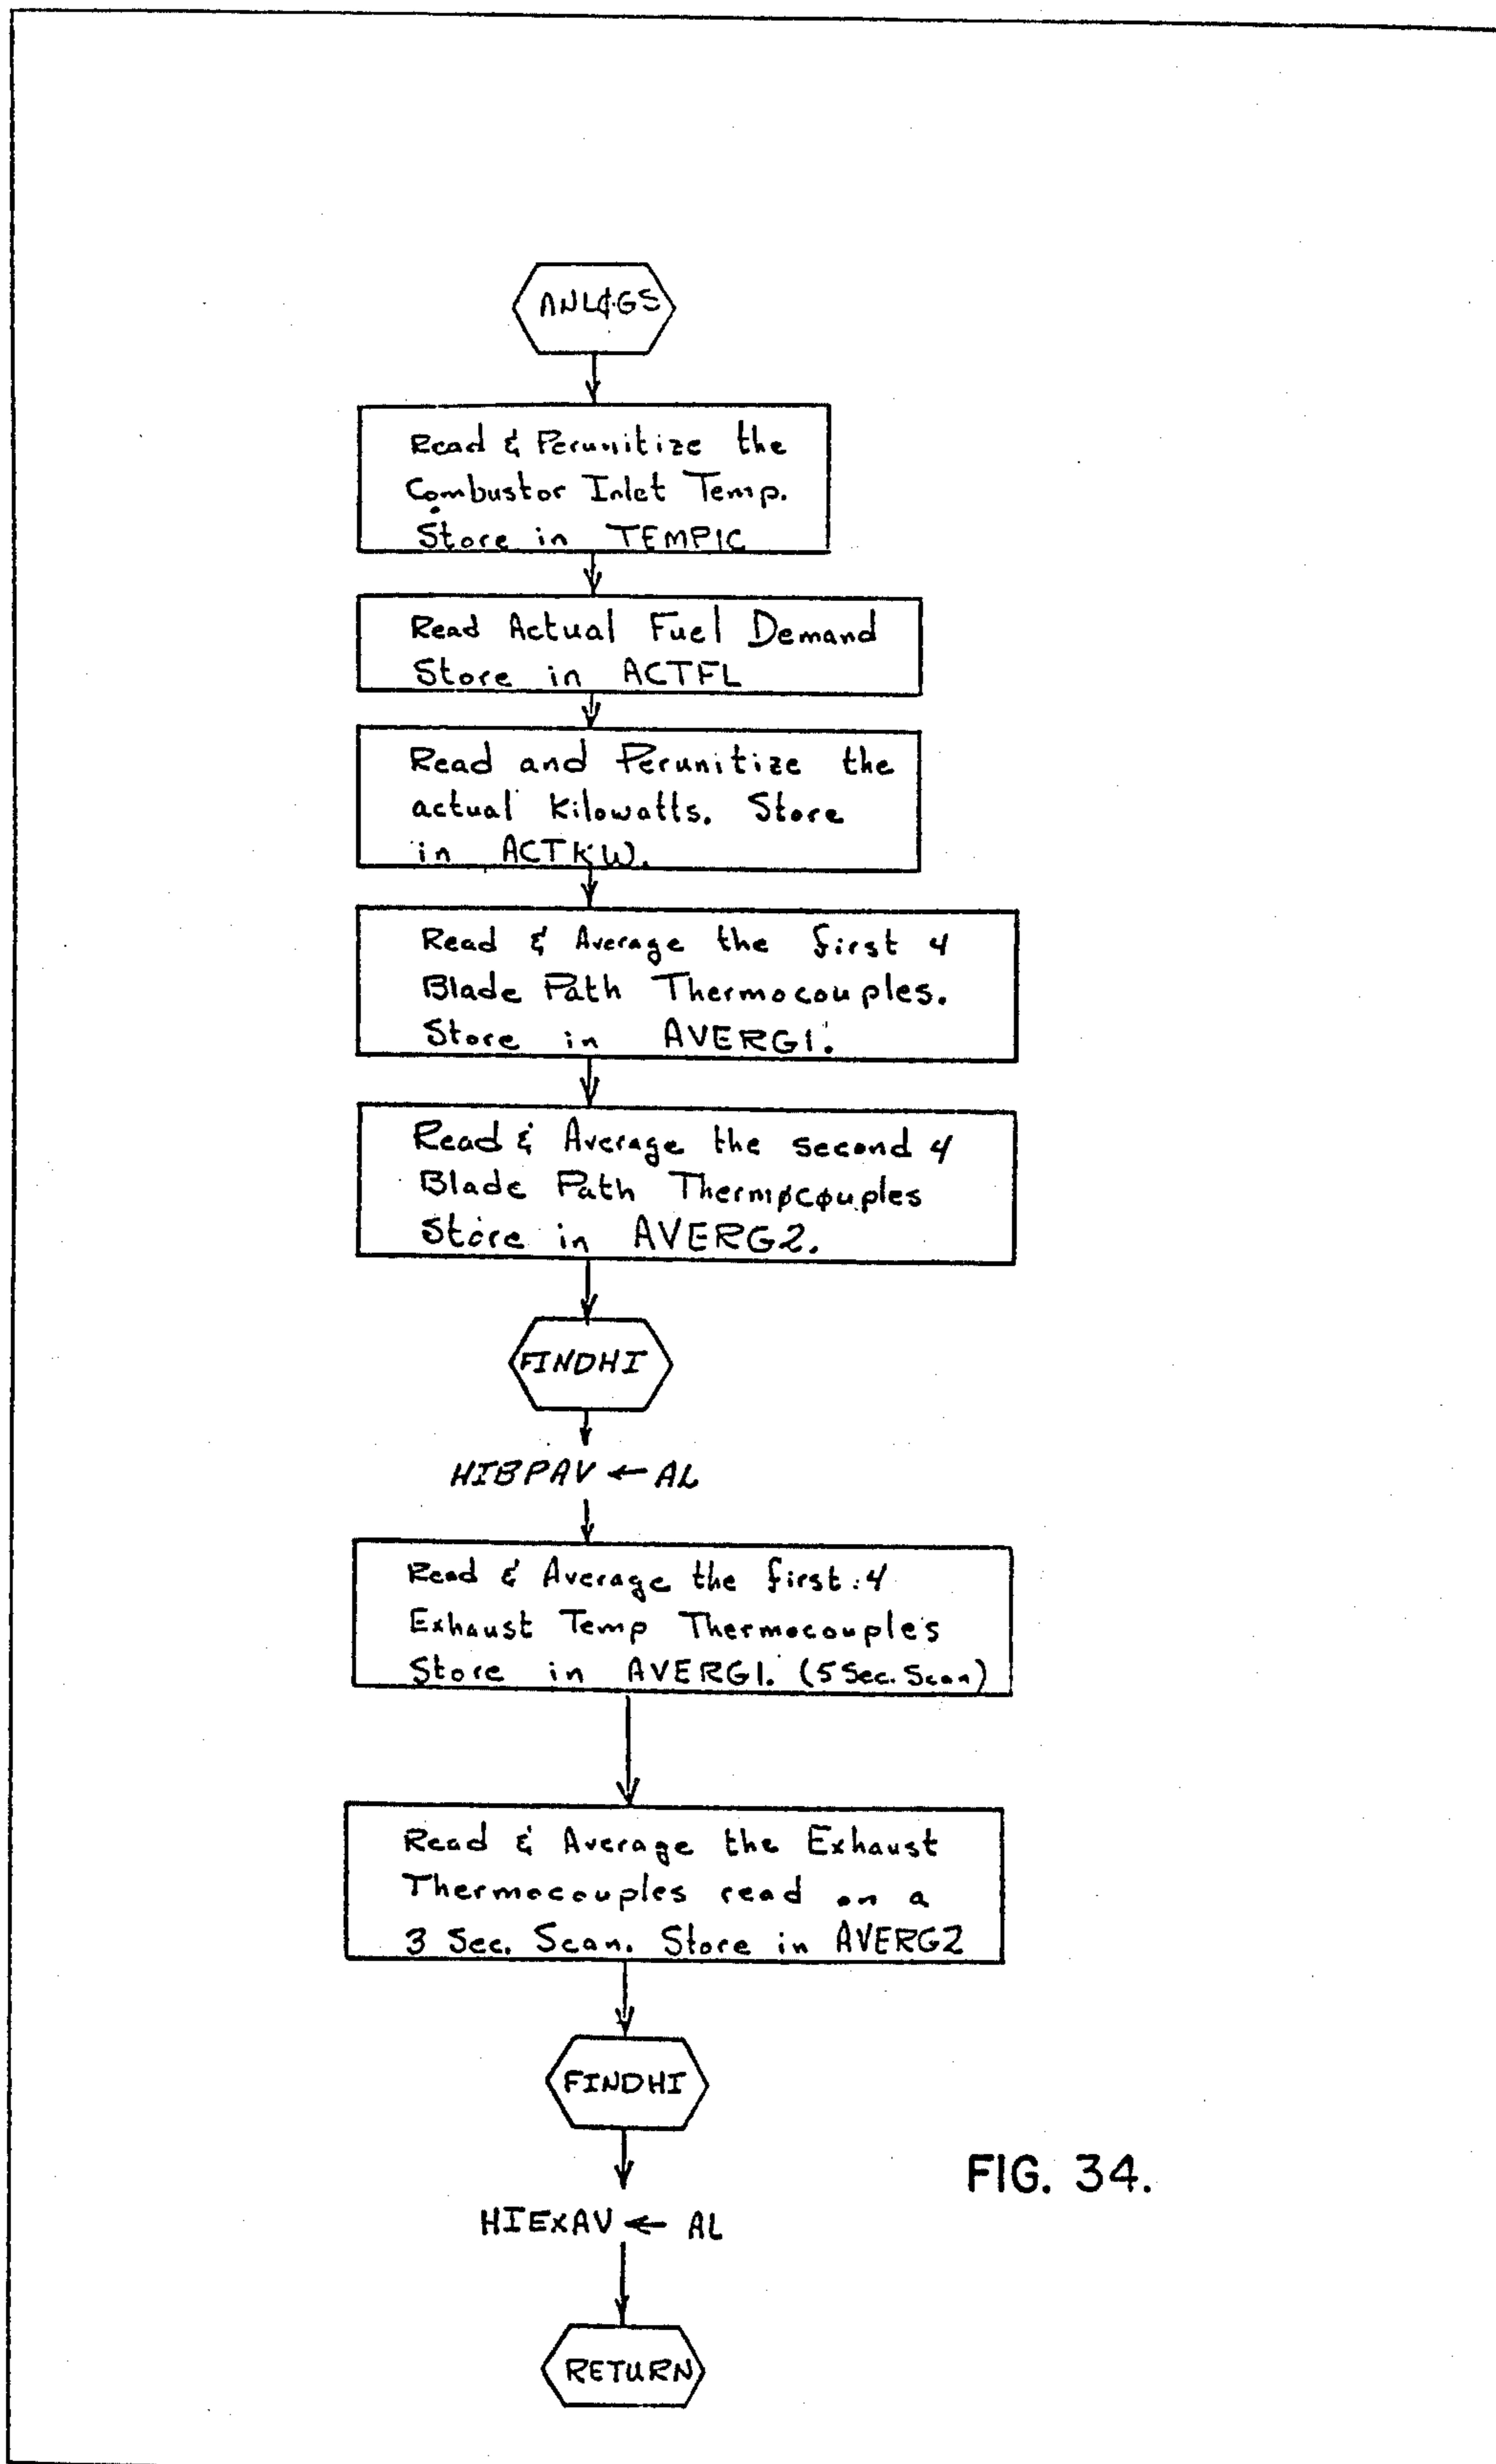 ANLØGS
Read & Perunitize the
Combustor Inlet Temp.
Store in TEMPIC
Read Actual Fuel Demand
Store in ACTFL
Read and Perunitize the
actual Kilowatts. Store
in ACTKW.
Read & Average the first 4
Blade Path Thermocouples.
Store in AVERG1.
Read & Average the second 4
Blade Path Thermøcøuples
Store in AVERG2.
FINDHI
HIBPAV ← AL
Read & Average the first 4
Exhaust Temp Thermocouples
Store in AVERG1. (5 Sec. Scan)
Read & Average the Exhaust
Thermocouples read on a
3 Sec. Scan. Store in AVERG2
FINDHI
HIEXAV ← AL
RETURN
FIG. 34.